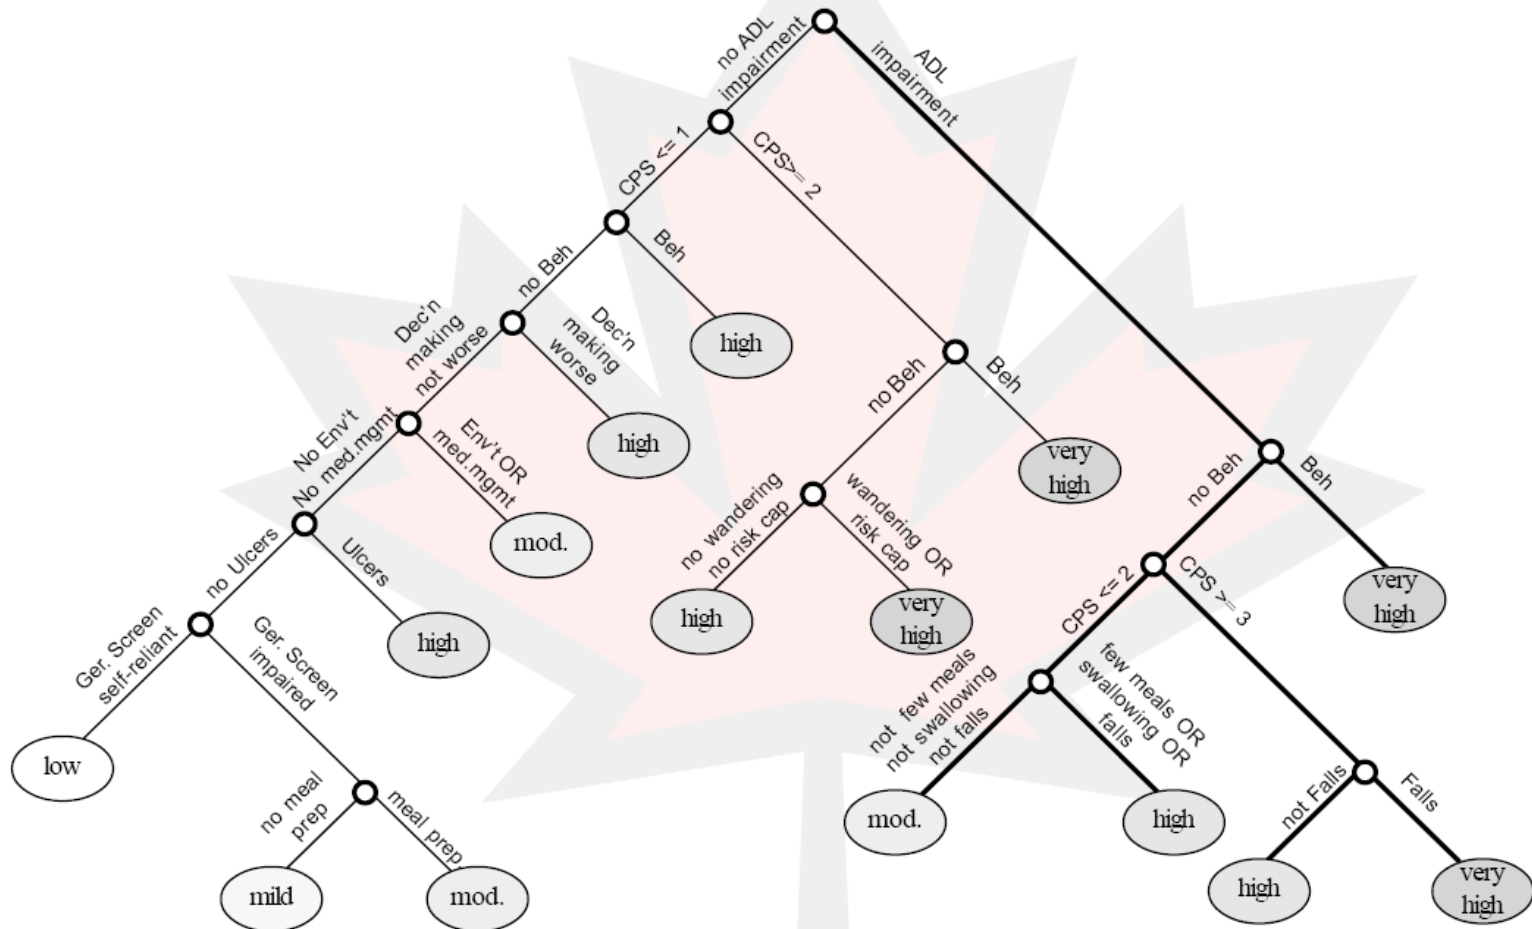 no ADL
impairment
ADL
impairment
CPS <= 1
CPS>= 2
no Beh
Beh
high
Dec'n
making
not worse
Dec'n
making
worse
high
no Beh
Beh
very
high
No Env't
No med.mgmt
Env't OR
med.mgmt
mod.
no wandering
no risk cap
wandering OR
risk cap
high
very
high
no Beh
Beh
very
high
no Ulcers
Ulcers
high
CPS <= 2
CPS >= 3
Ger. Screen
self-reliant
Ger. Screen
impaired
low
not few meals
not swallowing
not falls
few meals OR
swallowing OR
falls
mod.
high
no meal
prep
meal prep
mild
mod.
not Falls
Falls
high
very
high